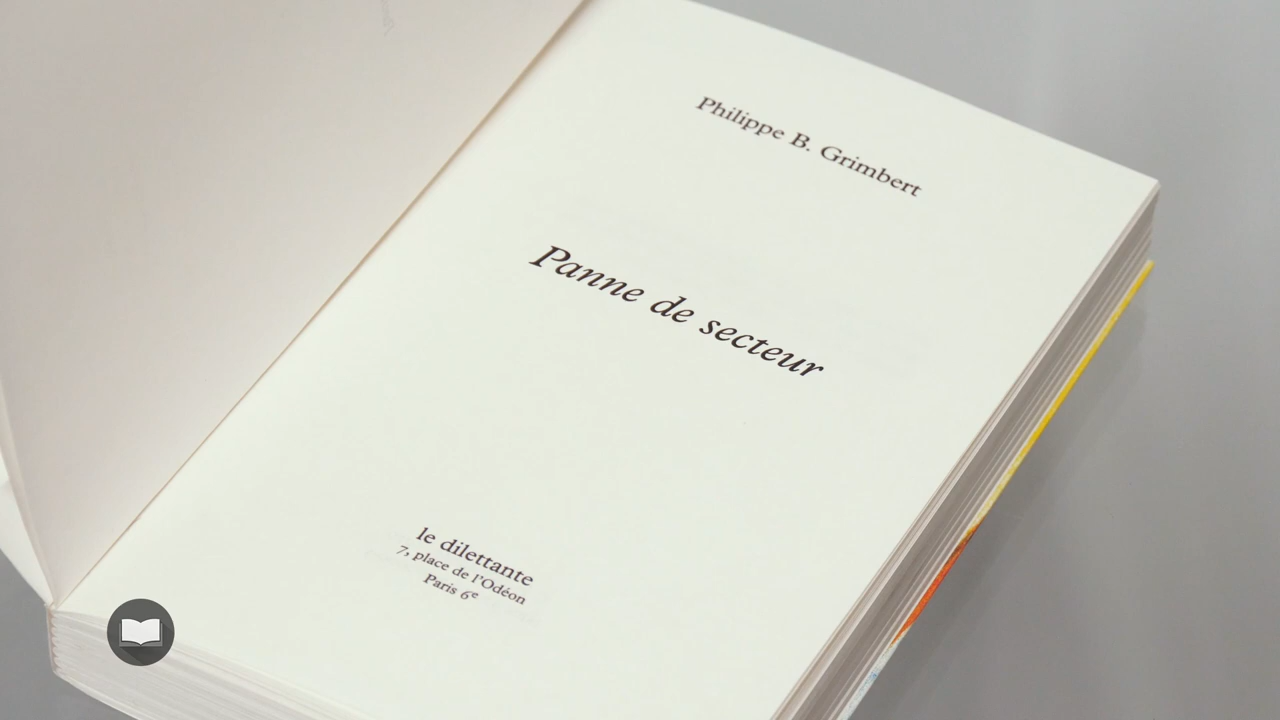 Philippe B. Grimbert
Panne de secteur
le dilettante
7, place de l'Odéon
Paris 6e